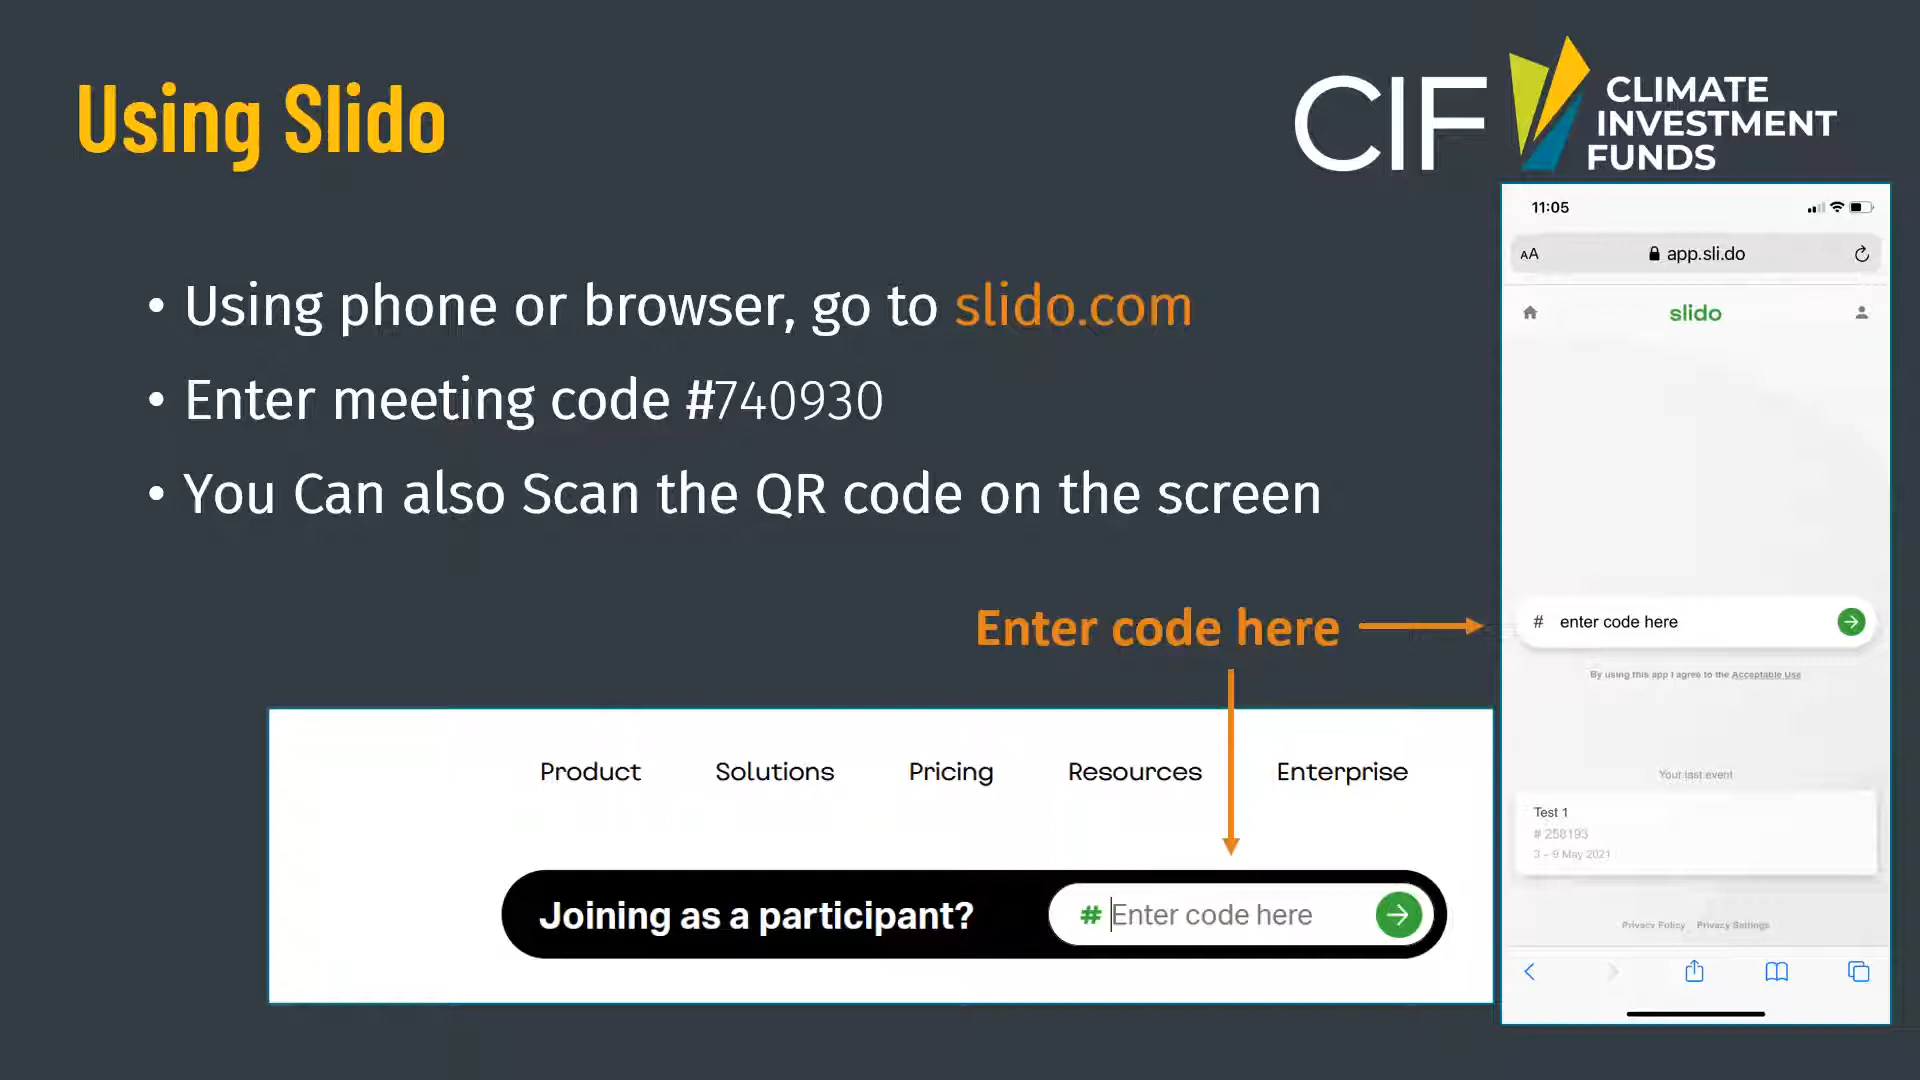 Using Slido
CIF
CLIMATE
INVESTMENT
FUNDS
• Using phone or browser, go to slido.com
• Enter meeting code #740930
• You Can also Scan the QR code on the screen
Enter code here
Product Solutions Pricing Resources Enterprise
Joining as a participant? # Enter code here
11:05
AA app.sli.do
slido
# enter code here
By using this app I agree to the Acceptable Use
Your last event
Test 1
# 258193
3 – 9 May 2021
Privacy Policy Privacy Settings